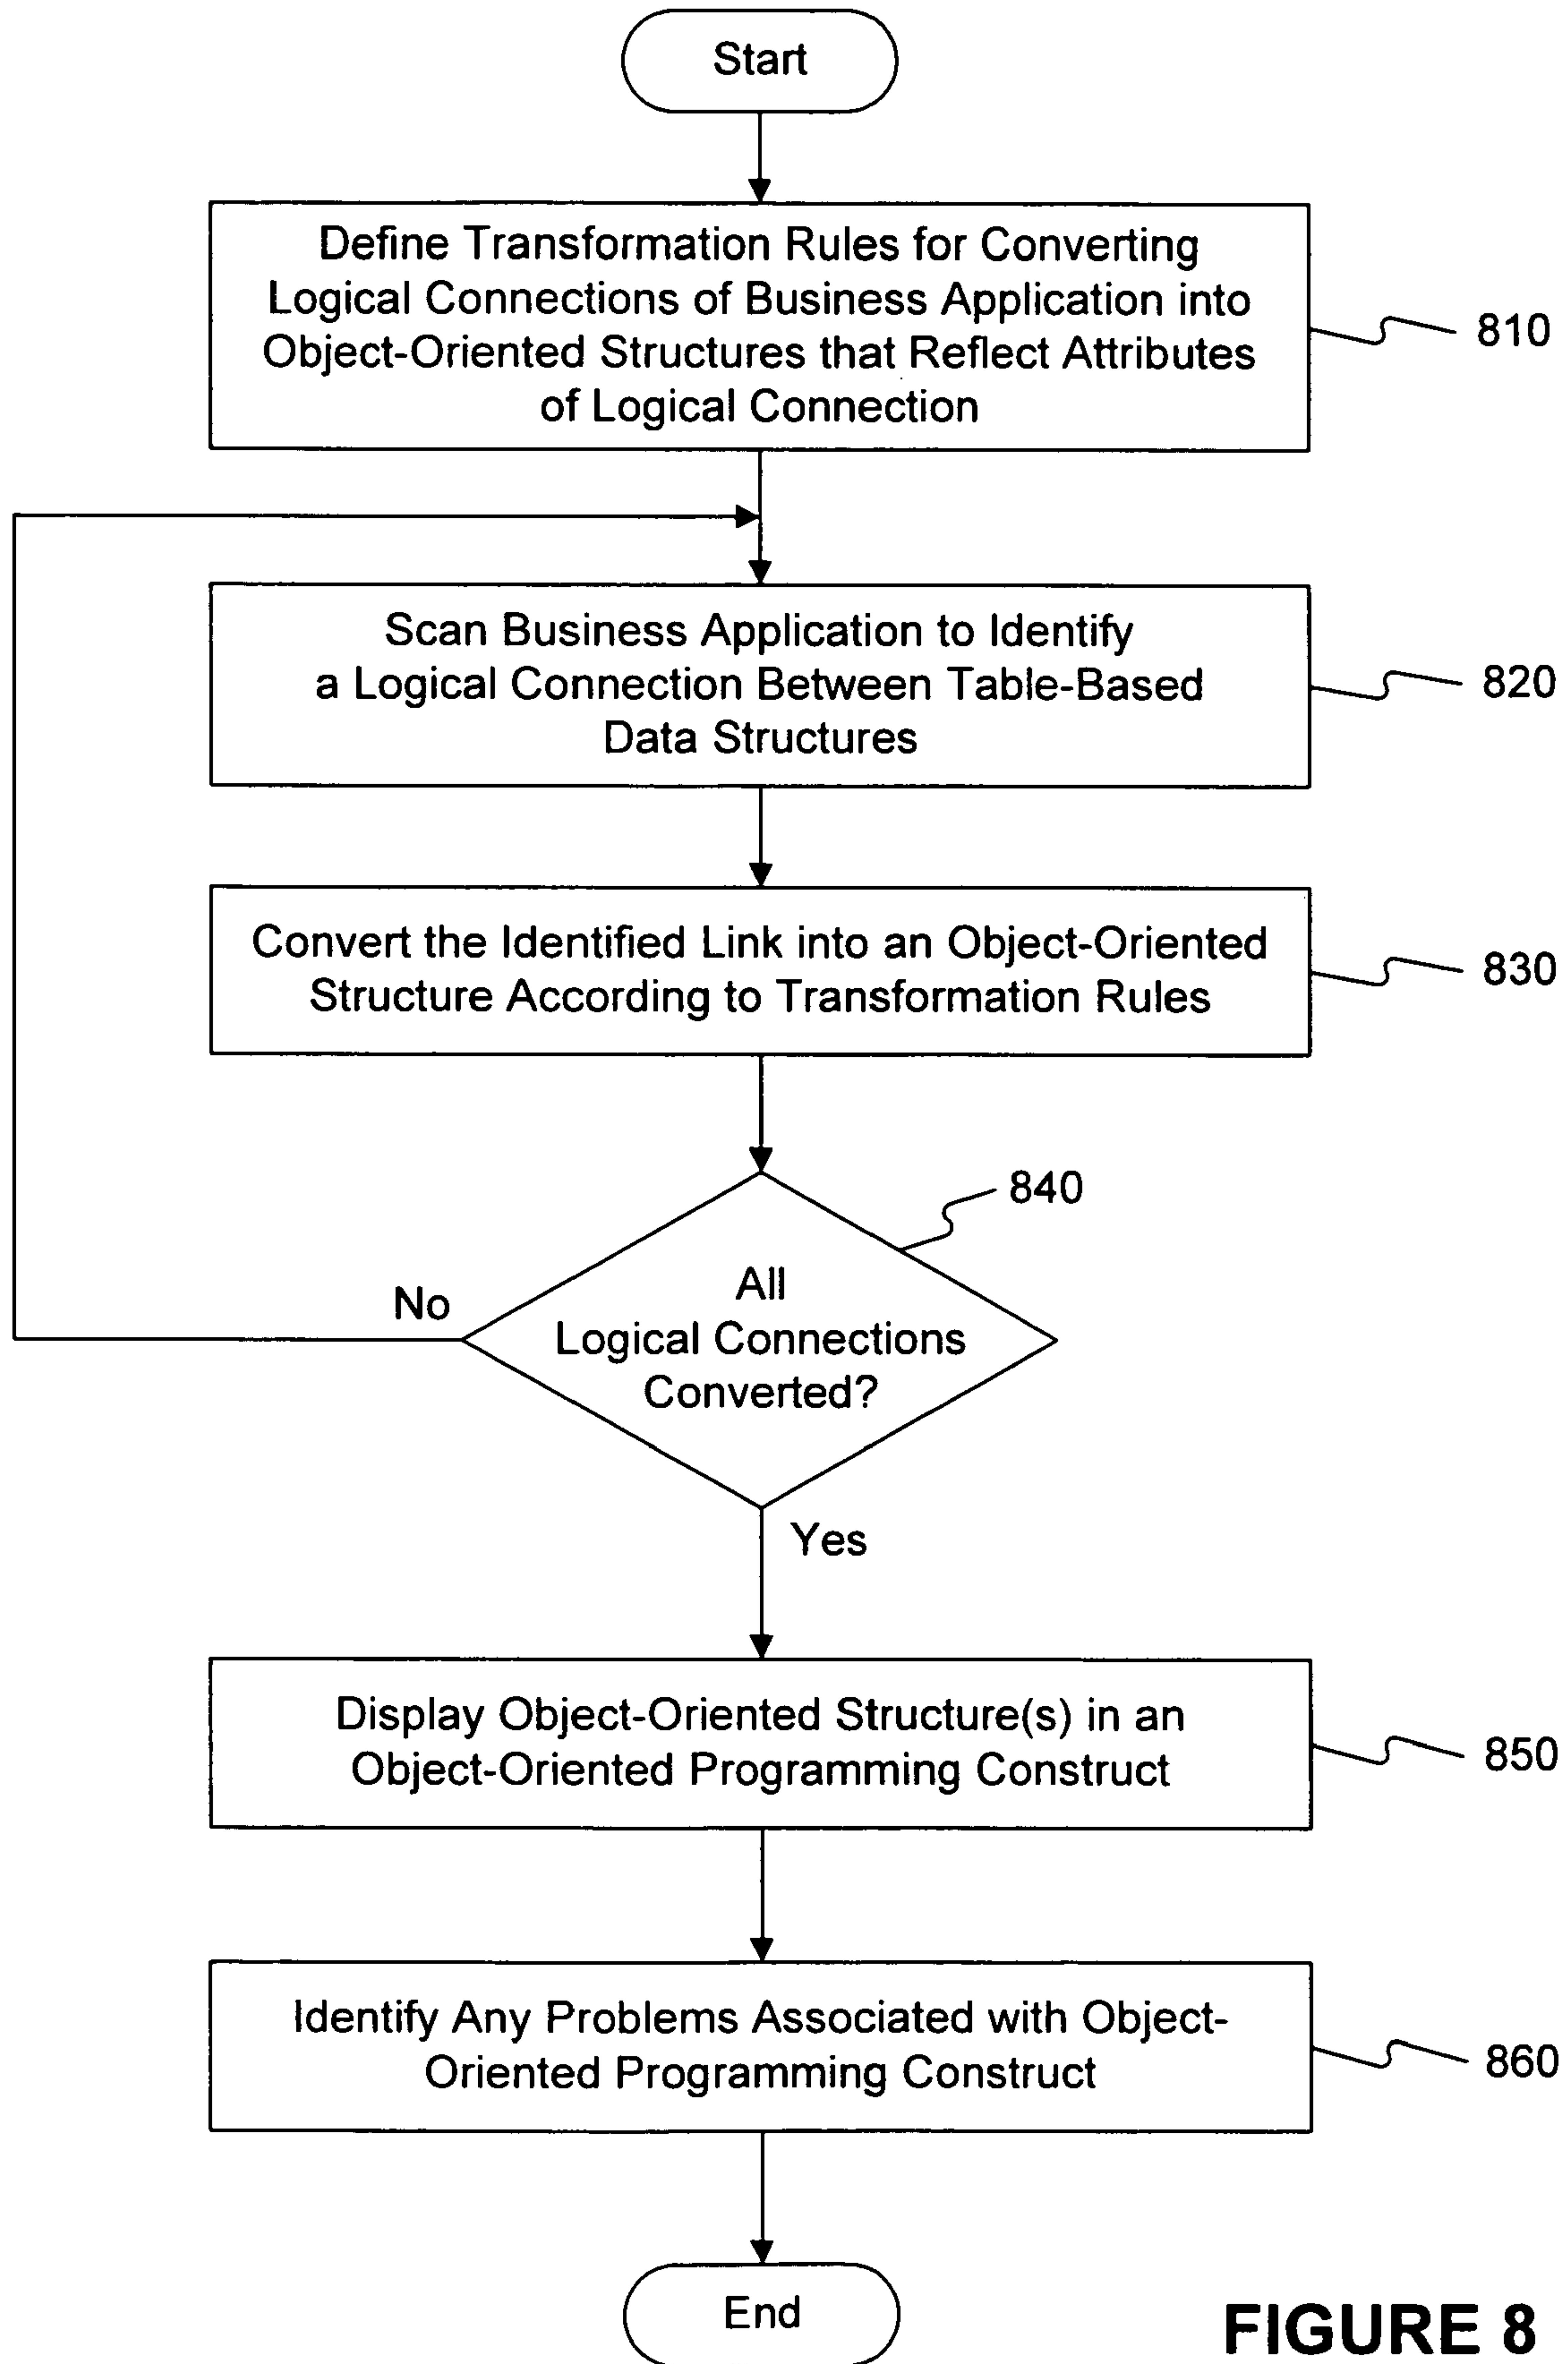 Start
Define Transformation Rules for Converting
Logical Connections of Business Application into
Object-Oriented Structures that Reflect Attributes
of Logical Connection
810
Scan Business Application to Identify
a Logical Connection Between Table-Based
Data Structures
820
Convert the Identified Link into an Object-Oriented
Structure According to Transformation Rules
830
840
All
Logical Connections
Converted?
No
Yes
Display Object-Oriented Structure(s) in an
Object-Oriented Programming Construct
850
Identify Any Problems Associated with Object-
Oriented Programming Construct
860
End
FIGURE 8